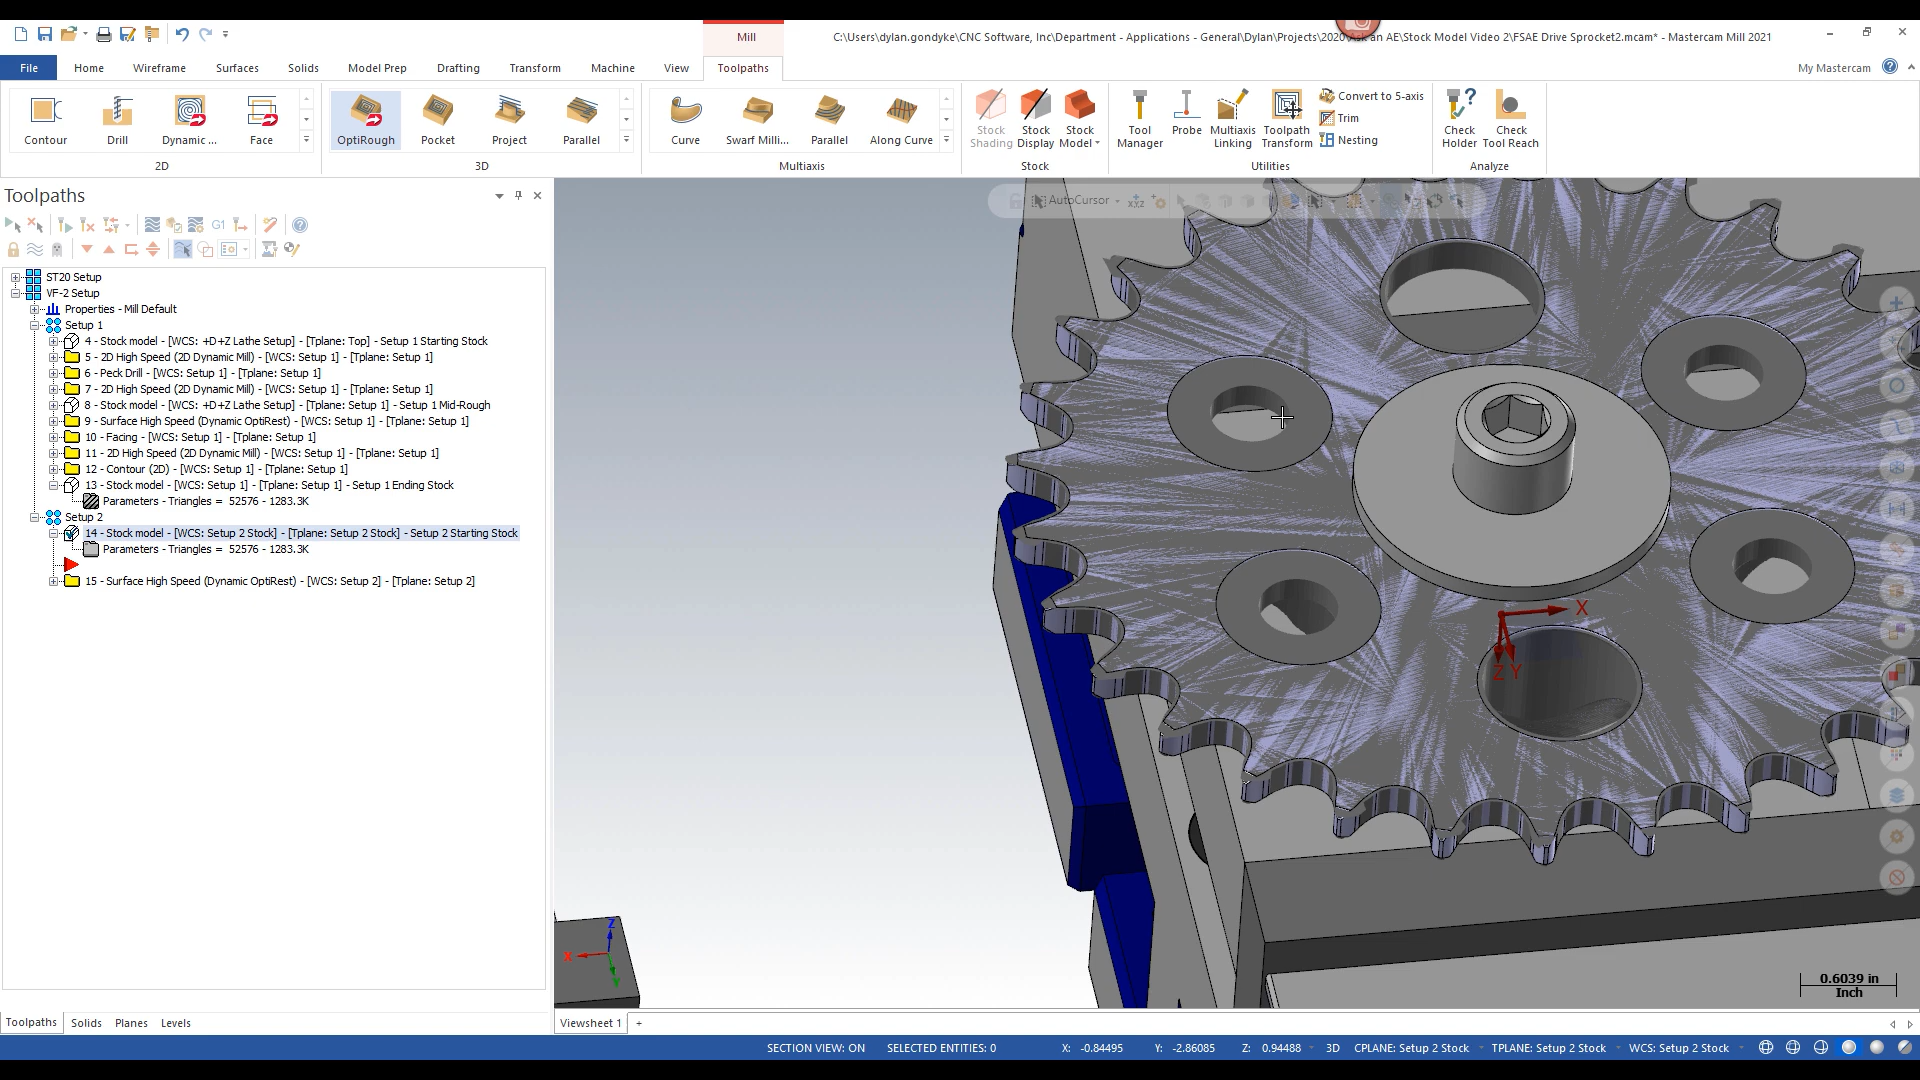 Mill
C:\Users\dylan.gondyke\CNC Software, Inc\Department - Applications - General\Dylan\Projects\2020\Ask an AE\Stock Model Video 2\FSAE Drive Sprocket2.mcam* - Mastercam Mill 2021
File Home Wireframe Surfaces Solids Model Prep Drafting Transform Machine View Toolpaths My Mastercam
Contour Drill Dynamic ... Face OptiRough Pocket Project Parallel Curve Swarf Milli... Parallel Along Curve
Stock Shading Stock Display Stock Model Tool Manager Probe Multiaxis Linking Toolpath Transform
Convert to 5-axis
Trim
Nesting
Check Holder Check Tool Reach
2D 3D Multiaxis Stock Utilities Analyze
Toolpaths
G1
AutoCursor
ST20 Setup
VF-2 Setup
Properties - Mill Default
Setup 1
4 - Stock model - [WCS: +D+Z Lathe Setup] - [Tplane: Top] - Setup 1 Starting Stock
5 - 2D High Speed (2D Dynamic Mill) - [WCS: Setup 1] - [Tplane: Setup 1]
6 - Peck Drill - [WCS: Setup 1] - [Tplane: Setup 1]
7 - 2D High Speed (2D Dynamic Mill) - [WCS: Setup 1] - [Tplane: Setup 1]
8 - Stock model - [WCS: +D+Z Lathe Setup] - [Tplane: Setup 1] - Setup 1 Mid-Rough
9 - Surface High Speed (Dynamic OptiRest) - [WCS: Setup 1] - [Tplane: Setup 1]
10 - Facing - [WCS: Setup 1] - [Tplane: Setup 1]
11 - 2D High Speed (2D Dynamic Mill) - [WCS: Setup 1] - [Tplane: Setup 1]
12 - Contour (2D) - [WCS: Setup 1] - [Tplane: Setup 1]
13 - Stock model - [WCS: Setup 1] - [Tplane: Setup 1] - Setup 1 Ending Stock
Parameters - Triangles = 52576 - 1283.3K
Setup 2
14 - Stock model - [WCS: Setup 2 Stock] - [Tplane: Setup 2 Stock] - Setup 2 Starting Stock
Parameters - Triangles = 52576 - 1283.3K
15 - Surface High Speed (Dynamic OptiRest) - [WCS: Setup 2] - [Tplane: Setup 2]
X
Z Y
Z
X
Y
0.6039 in
Inch
Toolpaths Solids Planes Levels
Viewsheet 1 +
SECTION VIEW: ON SELECTED ENTITIES: 0 X: -0.84495 Y: -2.86085 Z: 0.94488 3D CPLANE: Setup 2 Stock TPLANE: Setup 2 Stock WCS: Setup 2 Stock